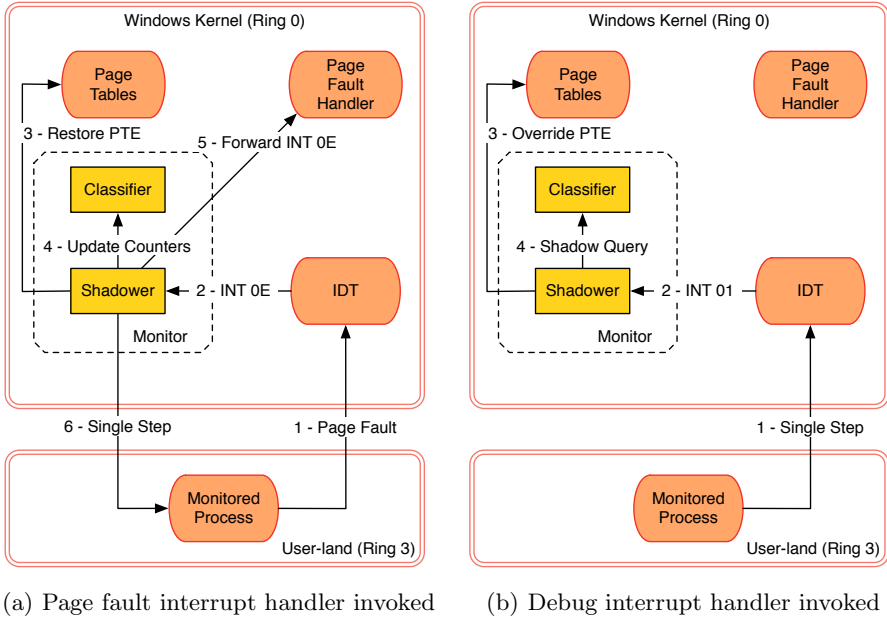 Windows Kernel (Ring 0)
Page
Tables
Page
Fault
Handler
3 - Restore PTE
5 - Forward INT 0E
Classifier
4 - Update Counters
Shadower
2 - INT 0E
IDT
Monitor
6 - Single Step
1 - Page Fault
Monitored
Process
User-land (Ring 3)
(a) Page fault interrupt handler invoked
Windows Kernel (Ring 0)
Page
Tables
Page
Fault
Handler
3 - Override PTE
Classifier
4 - Shadow Query
Shadower
2 - INT 01
IDT
Monitor
1 - Single Step
Monitored
Process
User-land (Ring 3)
(b) Debug interrupt handler invoked